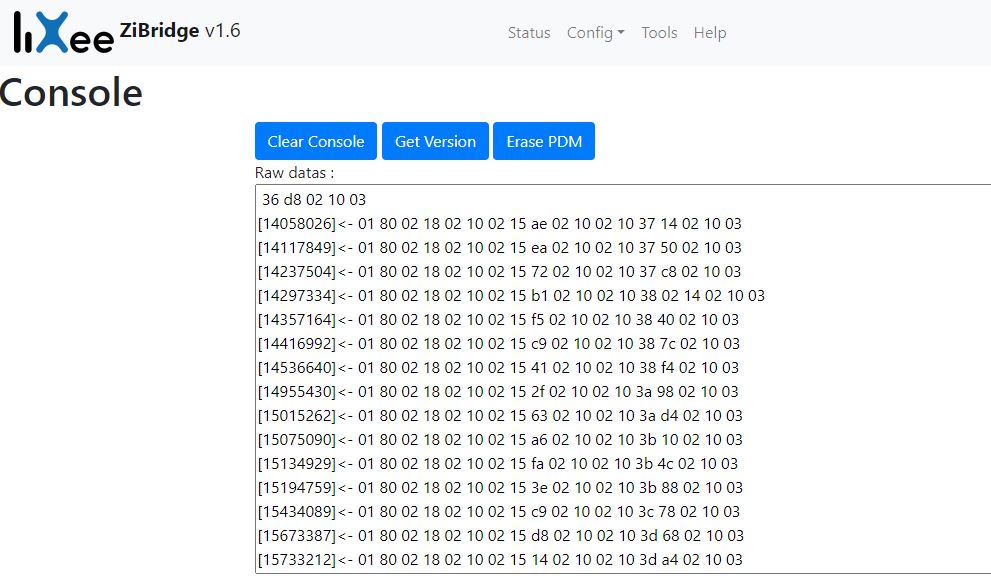 liXee ZiBridge v1.6 Status Config Tools Help
Console
Clear Console Get Version Erase PDM
Raw datas :
36 d8 02 10 03
[14058026]<- 01 80 02 18 02 10 02 15 ae 02 10 02 10 37 14 02 10 03
[14117849]<- 01 80 02 18 02 10 02 15 ea 02 10 02 10 37 50 02 10 03
[14237504]<- 01 80 02 18 02 10 02 15 72 02 10 02 10 37 c8 02 10 03
[14297334]<- 01 80 02 18 02 10 02 15 b1 02 10 02 10 38 02 14 02 10 03
[14357164]<- 01 80 02 18 02 10 02 15 f5 02 10 02 10 38 40 02 10 03
[14416992]<- 01 80 02 18 02 10 02 15 c9 02 10 02 10 38 7c 02 10 03
[14536640]<- 01 80 02 18 02 10 02 15 41 02 10 02 10 38 f4 02 10 03
[14955430]<- 01 80 02 18 02 10 02 15 2f 02 10 02 10 3a 98 02 10 03
[15015262]<- 01 80 02 18 02 10 02 15 63 02 10 02 10 3a d4 02 10 03
[15075090]<- 01 80 02 18 02 10 02 15 a6 02 10 02 10 3b 10 02 10 03
[15134929]<- 01 80 02 18 02 10 02 15 fa 02 10 02 10 3b 4c 02 10 03
[15194759]<- 01 80 02 18 02 10 02 15 3e 02 10 02 10 3b 88 02 10 03
[15434089]<- 01 80 02 18 02 10 02 15 c9 02 10 02 10 3c 78 02 10 03
[15673387]<- 01 80 02 18 02 10 02 15 d8 02 10 02 10 3d 68 02 10 03
[15733212]<- 01 80 02 18 02 10 02 15 14 02 10 02 10 3d a4 02 10 03